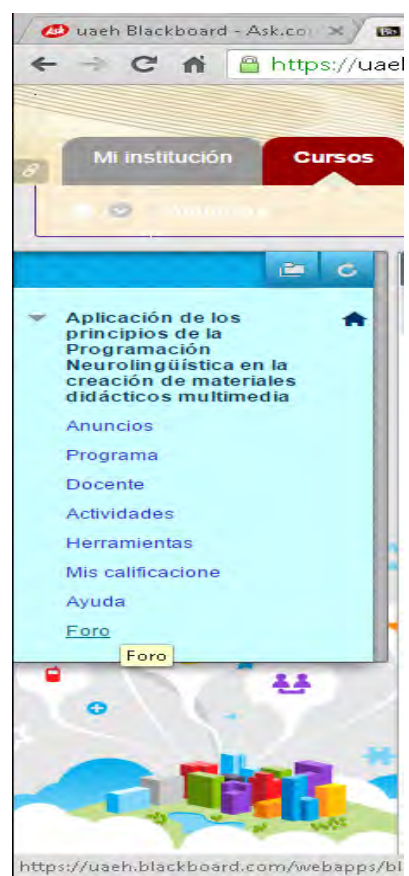 uaeh Blackboard - Ask.co
https://uael
Mi institución
Cursos
Aplicación de los
principios de la
Programación
Neurolingüística en la
creación de materiales
didácticos multimedia
Anuncios
Programa
Docente
Actividades
Herramientas
Mis calificacione
Ayuda
Foro
Foro
https://uaeh.blackboard.com/webapps/bl